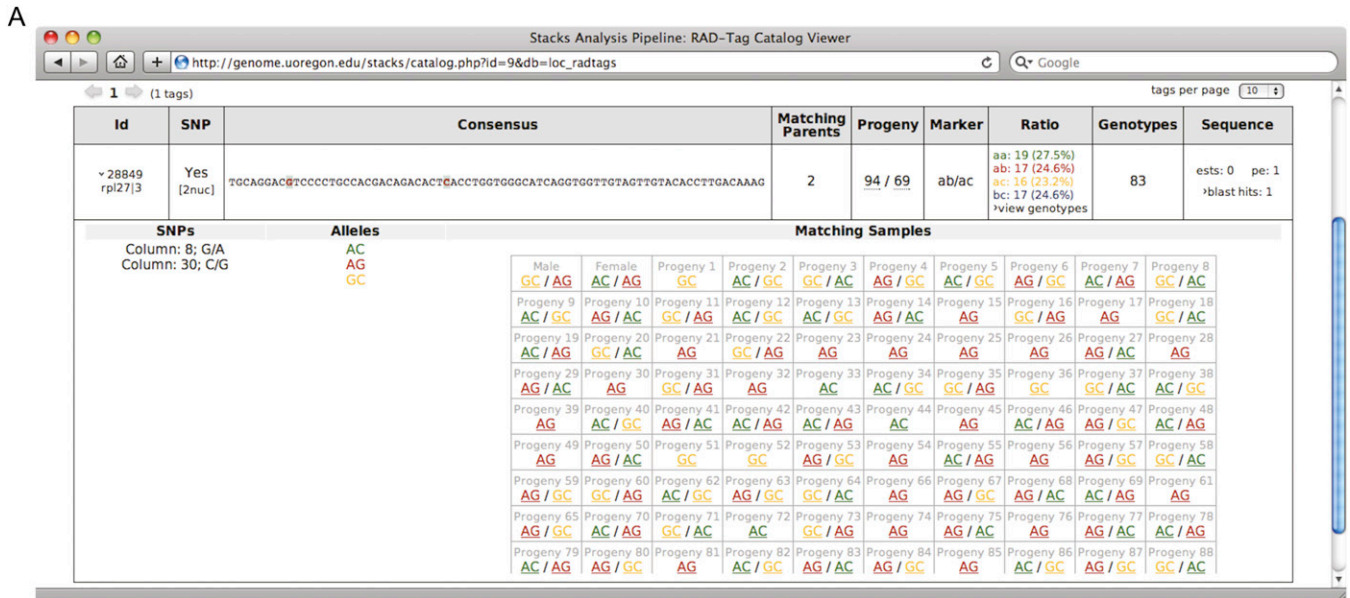 A
Stacks Analysis Pipeline: RAD-Tag Catalog Viewer
http://genome.uoregon.edu/stacks/catalog.php?id=9&db=loc_radtags
Google
1 (1 tags)
tags per page 10
Id SNP Consensus Matching Parents Progeny Marker Ratio Genotypes Sequence
28849 rpl27|3
Yes [2nuc]
TGCAGGACGTCCCCTGCCACGACAGACACTCACCTGGTGGGCATCAGGTGGTTGTAGTTGTACACCTTGACAAAG
2
94 / 69
ab/ac
aa: 19 (27.5%)
ab: 17 (24.6%)
ac: 16 (23.2%)
bc: 17 (24.6%)
view genotypes
83
ests: 0 pe: 1
blast hits: 1
SNPs Alleles Matching Samples
Column: 8; G/A
Column: 30; C/G
AC
AG
GC
Male Female Progeny 1 Progeny 2 Progeny 3 Progeny 4 Progeny 5 Progeny 6 Progeny 7 Progeny 8
GC / AG AC / AG GC AC / GC GC / AC AG / GC AC / GC AG / GC AC / AG GC / AC
Progeny 9 Progeny 10 Progeny 11 Progeny 12 Progeny 13 Progeny 14 Progeny 15 Progeny 16 Progeny 17 Progeny 18
AC / GC AG / AC GC / AG AC / GC AC / GC AG / AC AG GC / AG AG GC / AC
Progeny 19 Progeny 20 Progeny 21 Progeny 22 Progeny 23 Progeny 24 Progeny 25 Progeny 26 Progeny 27 Progeny 28
AC / AG GC / AC AG GC / AG AG AG AG AG AG / AC AG
Progeny 29 Progeny 30 Progeny 31 Progeny 32 Progeny 33 Progeny 34 Progeny 35 Progeny 36 Progeny 37 Progeny 38
AG / AC AG GC / AG AG AC AC / GC GC / AG GC GC / AC AC / GC
Progeny 39 Progeny 40 Progeny 41 Progeny 42 Progeny 43 Progeny 44 Progeny 45 Progeny 46 Progeny 47 Progeny 48
AG AC / GC AG / AC AC / AG AC / AG AC AG AC / AG AG / GC AC / AG
Progeny 49 Progeny 50 Progeny 51 Progeny 52 Progeny 53 Progeny 54 Progeny 55 Progeny 56 Progeny 57 Progeny 58
AG AG / AC GC GC AG / GC AG AC / AG AG AG / GC GC / AC
Progeny 59 Progeny 60 Progeny 62 Progeny 63 Progeny 64 Progeny 66 Progeny 67 Progeny 68 Progeny 69 Progeny 61
AG / GC GC / AG AC / GC AG / GC GC / AC AG AG / GC AG / AC AC / AG AG
Progeny 65 Progeny 70 Progeny 71 Progeny 72 Progeny 73 Progeny 74 Progeny 75 Progeny 76 Progeny 77 Progeny 78
AG / GC AC / AG GC / AC AC GC / AG AG AG / AC AG AG / AC AC / AG
Progeny 79 Progeny 80 Progeny 81 Progeny 82 Progeny 83 Progeny 84 Progeny 85 Progeny 86 Progeny 87 Progeny 88
AC / AG AG / GC AG AC / GC AG / AC AG / GC AG AC / GC AG / GC GC / AC